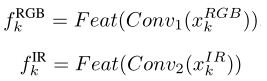 f_k^{RGB} = Feat(Conv_1(x_k^{RGB}))
f_k^{IR} = Feat(Conv_2(x_k^{IR}))